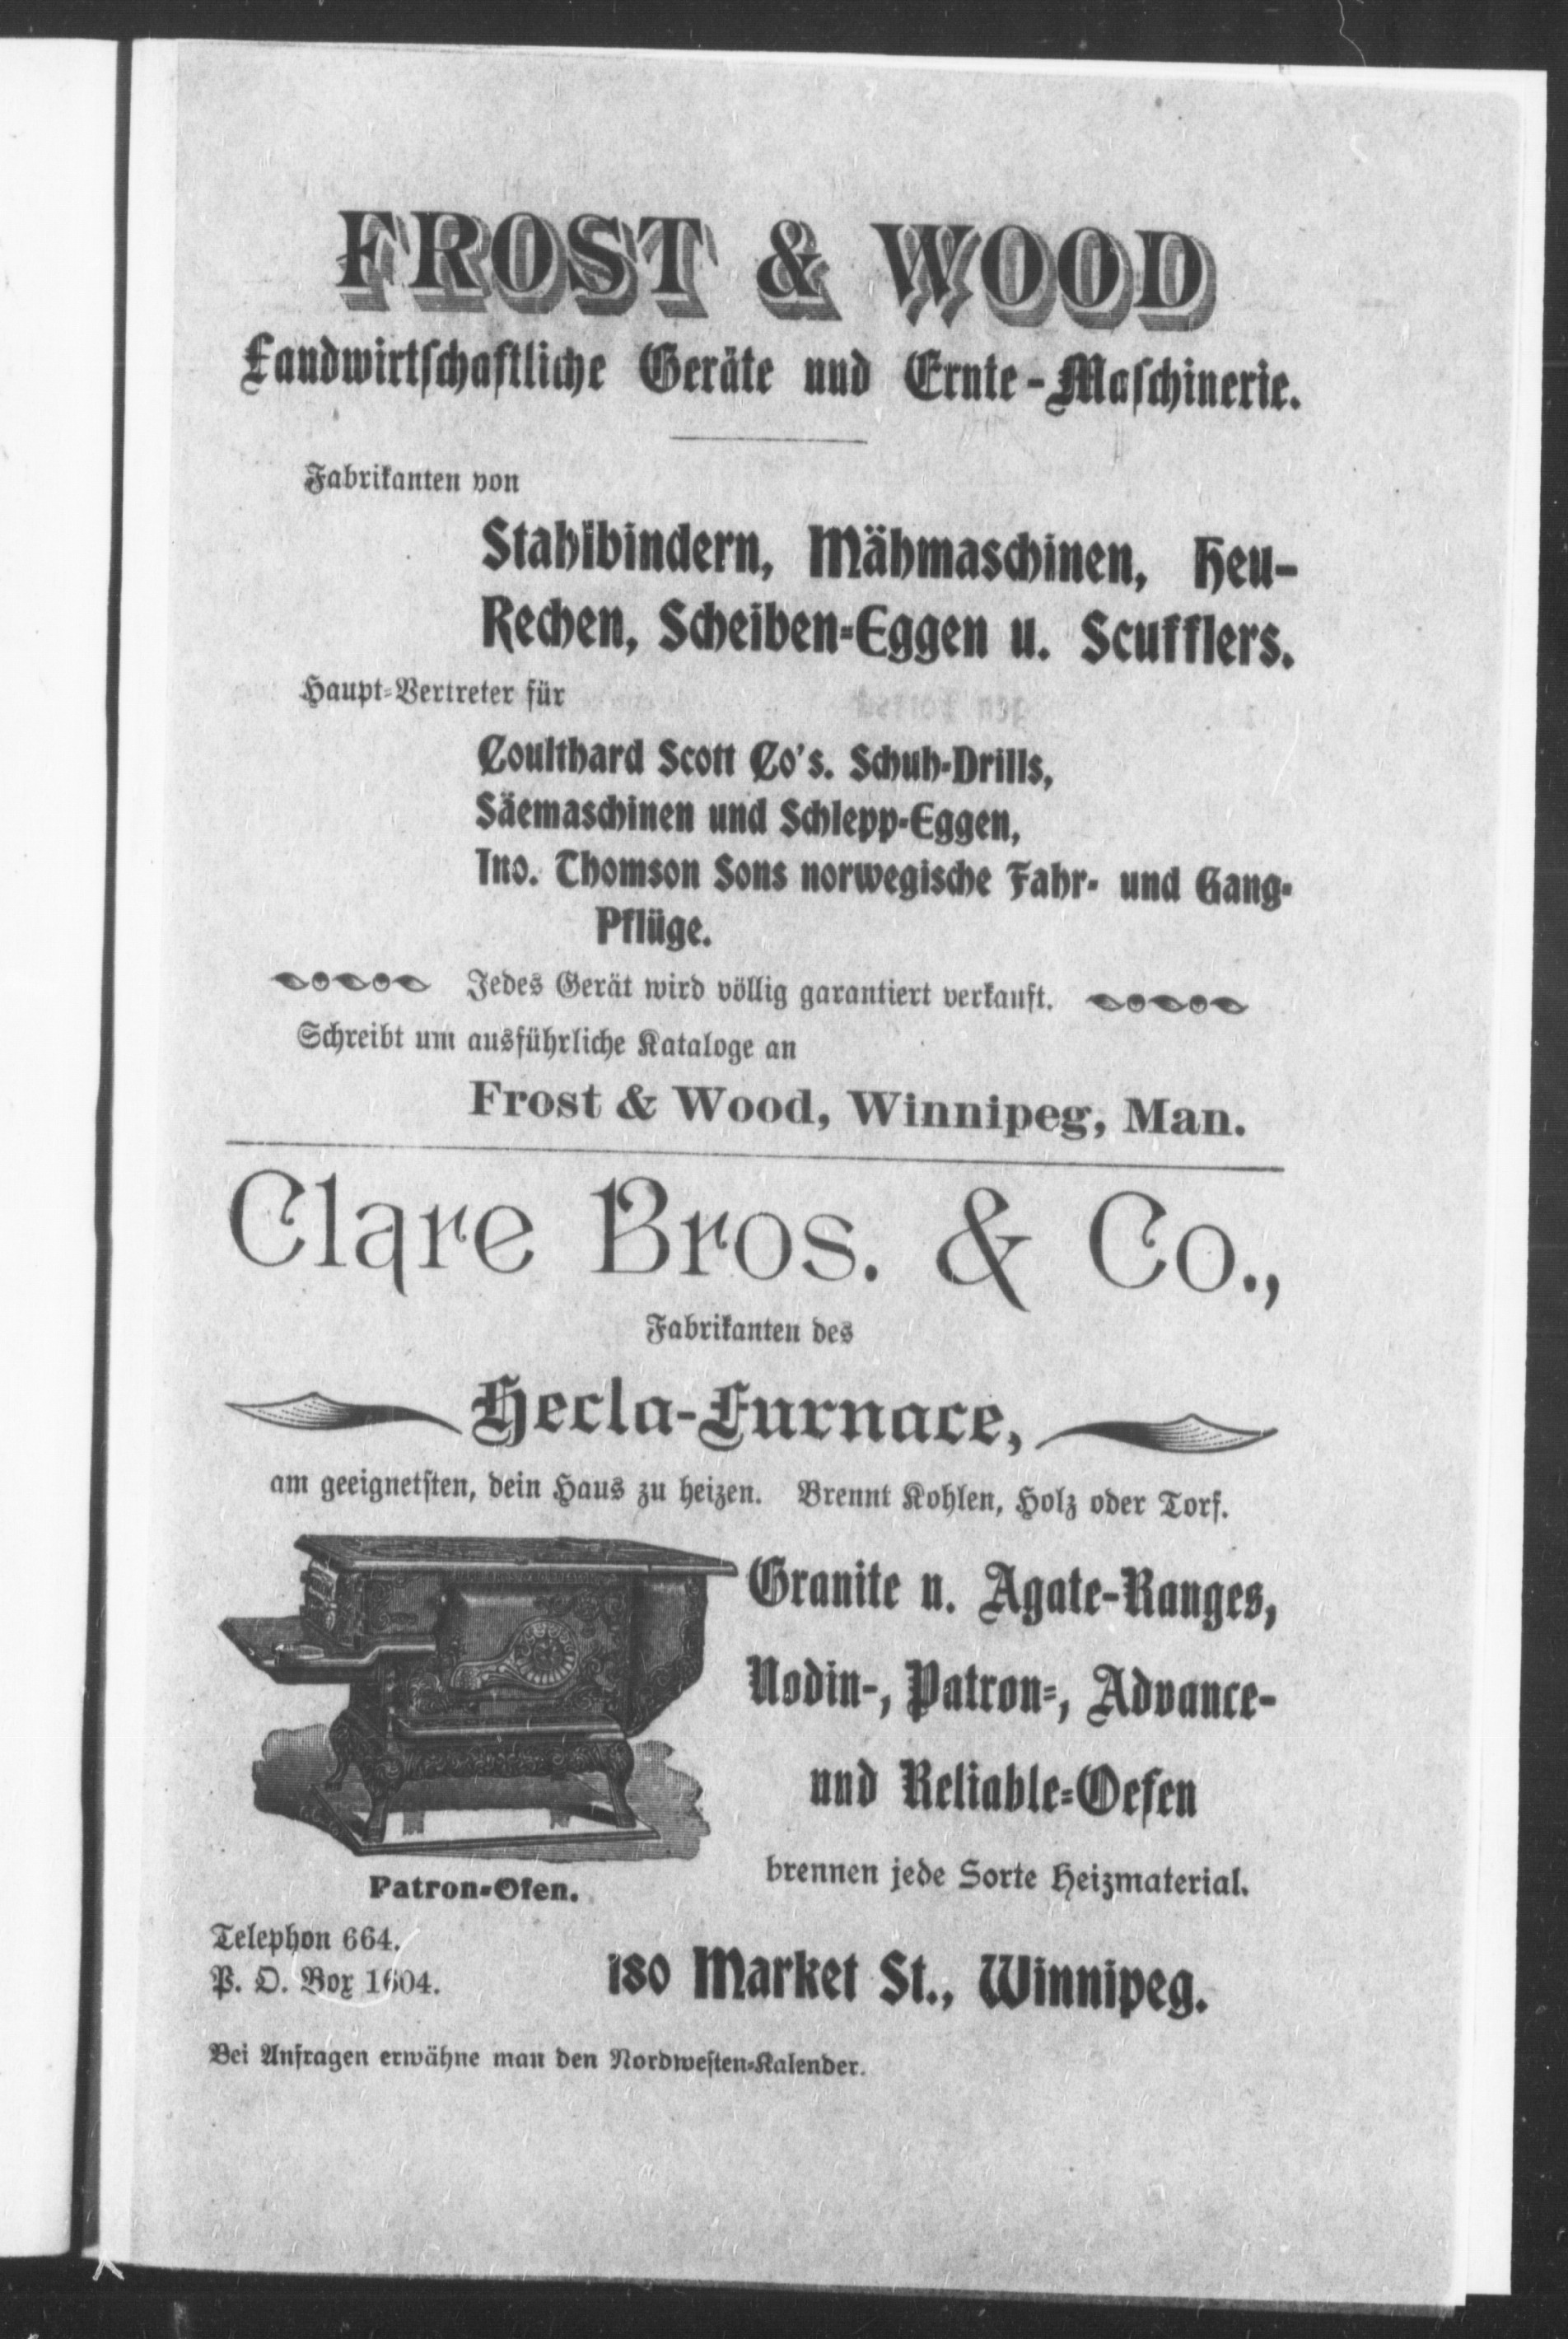 FROST & WOOD
Landwirtschaftliche Geräte und Ernte-Maschinerie.
Fabrikanten von
Stahlbindern, Mähmaschinen, Heu-
Rechen, Scheiben-Eggen u. Scufflers.
Haupt-Vertreter für
Coulthard Scott Co's. Schuh-Drills,
Säemaschinen und Schlepp-Eggen,
Jno. Thomson Sons norwegische Fahr- und Gang-
Pflüge.
Jedes Gerät wird völlig garantiert verkauft.
Schreibt um ausführliche Kataloge an
Frost & Wood, Winnipeg, Man.
Clare Bros. & Co.,
Fabrikanten des
Hecla-Furnace,
am geeignetsten, dein Haus zu heizen. Brennt Kohlen, Holz oder Torf.
Granite u. Agate-Ranges,
Nodin-, Patron-, Advance-
und Reliable-Oefen
brennen jede Sorte Heizmaterial.
Patron-Ofen.
Telephon 664.
P. O. Box 1604.
180 Market St., Winnipeg.
Bei Anfragen erwähne man den Nordwesten-Kalender.